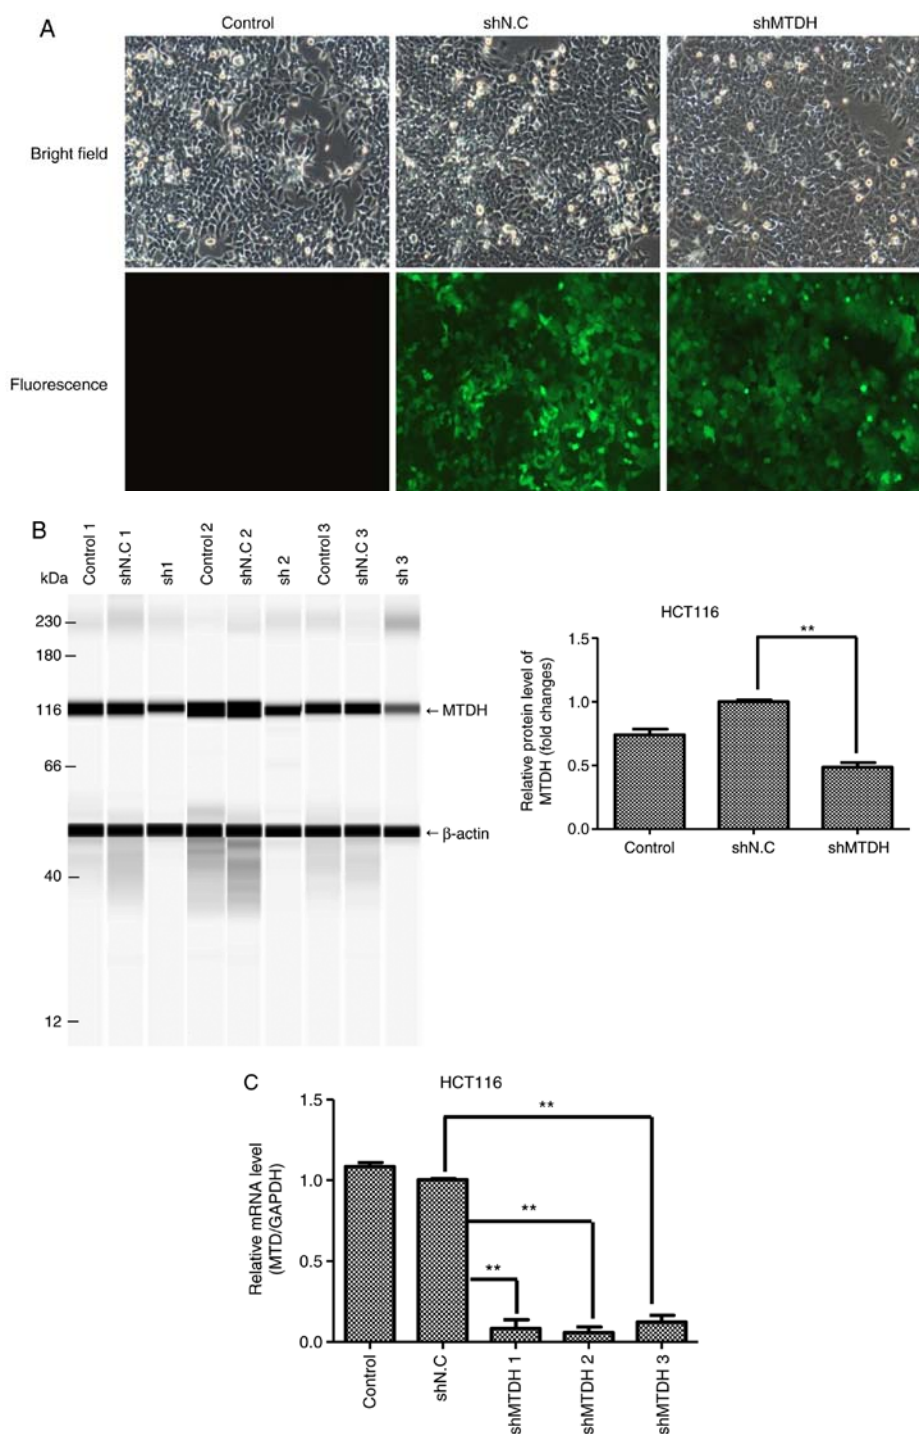 A
Control
shN.C
shMTDH
Bright field
Fluorescence
B
kDa
Control 1
shN.C 1
sh1
Control 2
shN.C 2
sh 2
Control 3
shN.C 3
sh 3
230
180
116
66
40
12
←MTDH
←β-actin
HCT116
Relative protein level of
MTDH (fold changes)
1.5
1.0
0.5
0.0
**
Control
shN.C
shMTDH
C
HCT116
Relative mRNA level
(MTD/GAPDH)
1.5
1.0
0.5
0.0
**
**
**
Control
shN.C
shMTDH 1
shMTDH 2
shMTDH 3